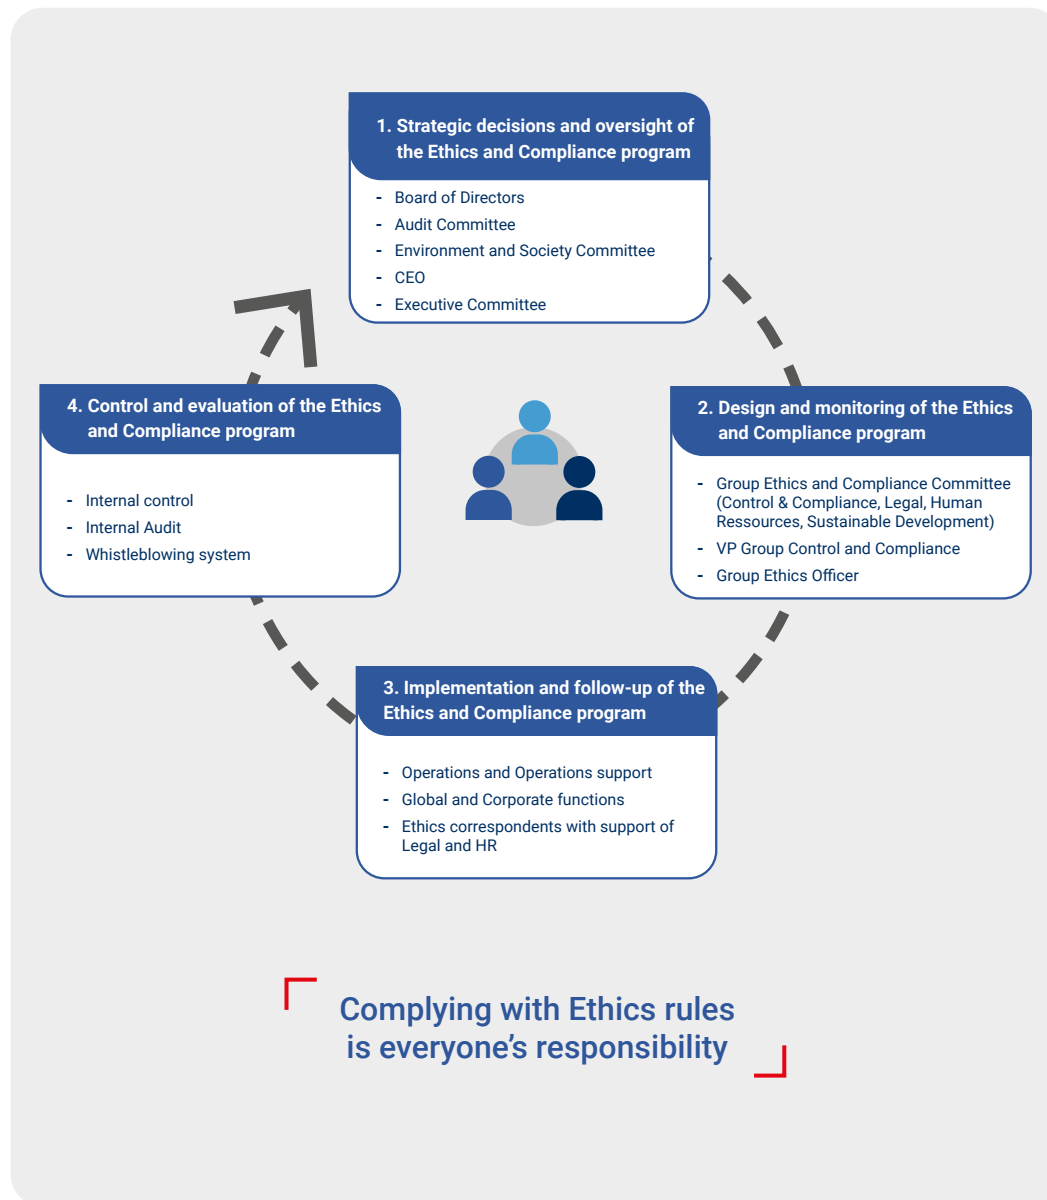 1. Strategic decisions and oversight of
the Ethics and Compliance program
- Board of Directors
- Audit Committee
- Environment and Society Committee
- CEO
- Executive Committee
2. Design and monitoring of the Ethics
and Compliance program
- Group Ethics and Compliance Committee
(Control & Compliance, Legal, Human
Ressources, Sustainable Development)
- VP Group Control and Compliance
- Group Ethics Officer
3. Implementation and follow-up of the
Ethics and Compliance program
- Operations and Operations support
- Global and Corporate functions
- Ethics correspondents with support of
Legal and HR
4. Control and evaluation of the Ethics
and Compliance program
- Internal control
- Internal Audit
- Whistleblowing system
Complying with Ethics rules
is everyone’s responsibility